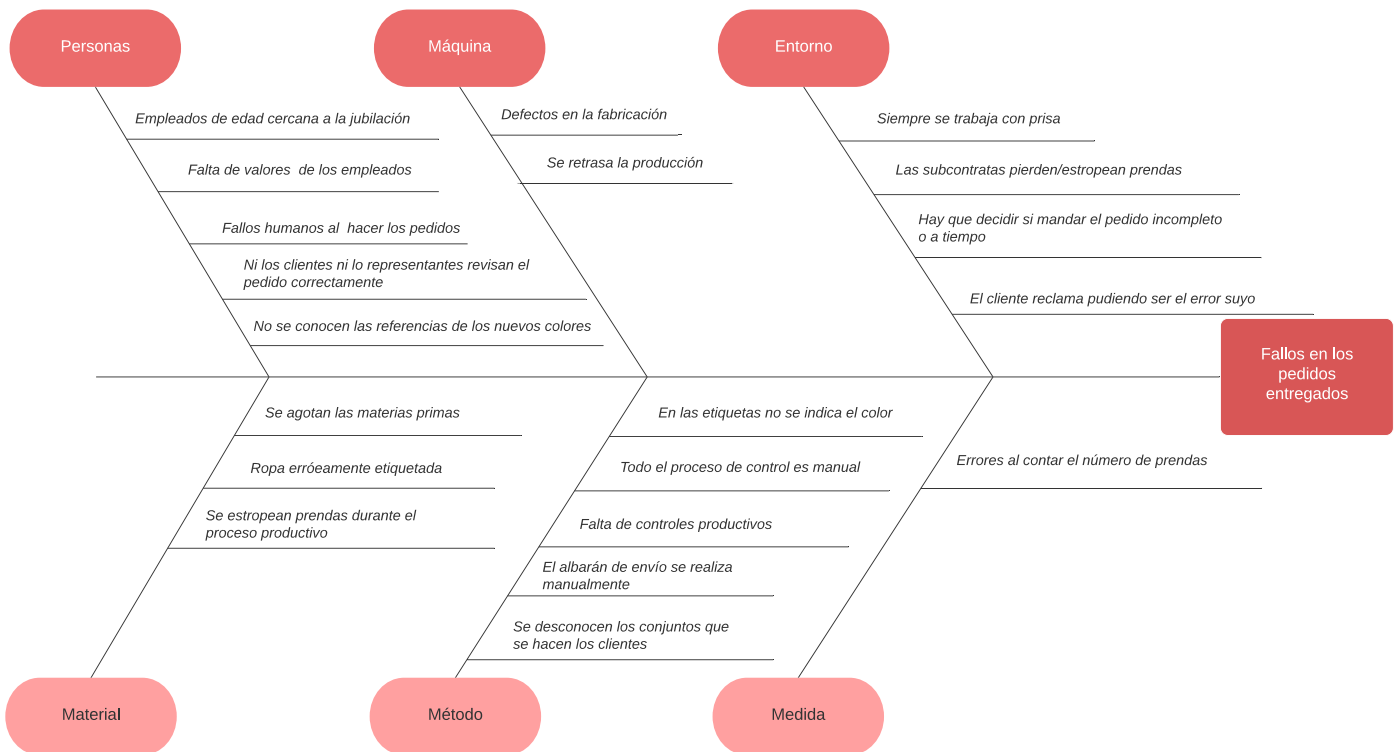 Personas
Máquina
Entorno
Empleados de edad cercana a la jubilación
Falta de valores  de los empleados
Fallos humanos al  hacer los pedidos
Ni los clientes ni lo representantes revisan el
pedido correctamente
No se conocen las referencias de los nuevos colores
Defectos en la fabricación
Se retrasa la producción
Siempre se trabaja con prisa
Las subcontratas pierden/estropean prendas
Hay que decidir si mandar el pedido incompleto
o a tiempo
El cliente reclama pudiendo ser el error suyo
Fallos en los
pedidos
entregados
Se agotan las materias primas
Ropa erróeamente etiquetada
Se estropean prendas durante el
proceso productivo
En las etiquetas no se indica el color
Todo el proceso de control es manual
Falta de controles productivos
El albarán de envío se realiza
manualmente
Se desconocen los conjuntos que
se hacen los clientes
Errores al contar el número de prendas
Material
Método
Medida